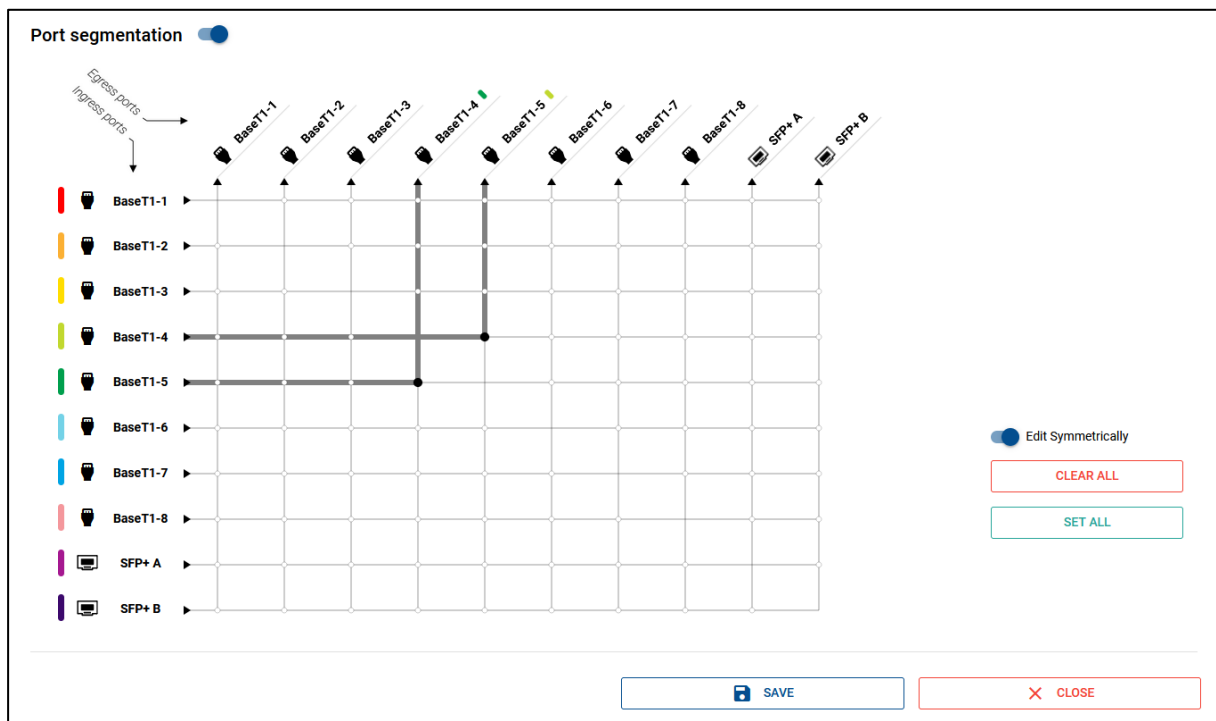 Port segmentation
Egress ports
Ingress ports
BaseT1-1
BaseT1-2
BaseT1-3
BaseT1-4
BaseT1-5
BaseT1-6
BaseT1-7
BaseT1-8
SFP+ A
SFP+ B
BaseT1-1
BaseT1-2
BaseT1-3
BaseT1-4
BaseT1-5
BaseT1-6
BaseT1-7
BaseT1-8
SFP+ A
SFP+ B
Edit Symmetrically
CLEAR ALL
SET ALL
SAVE
CLOSE